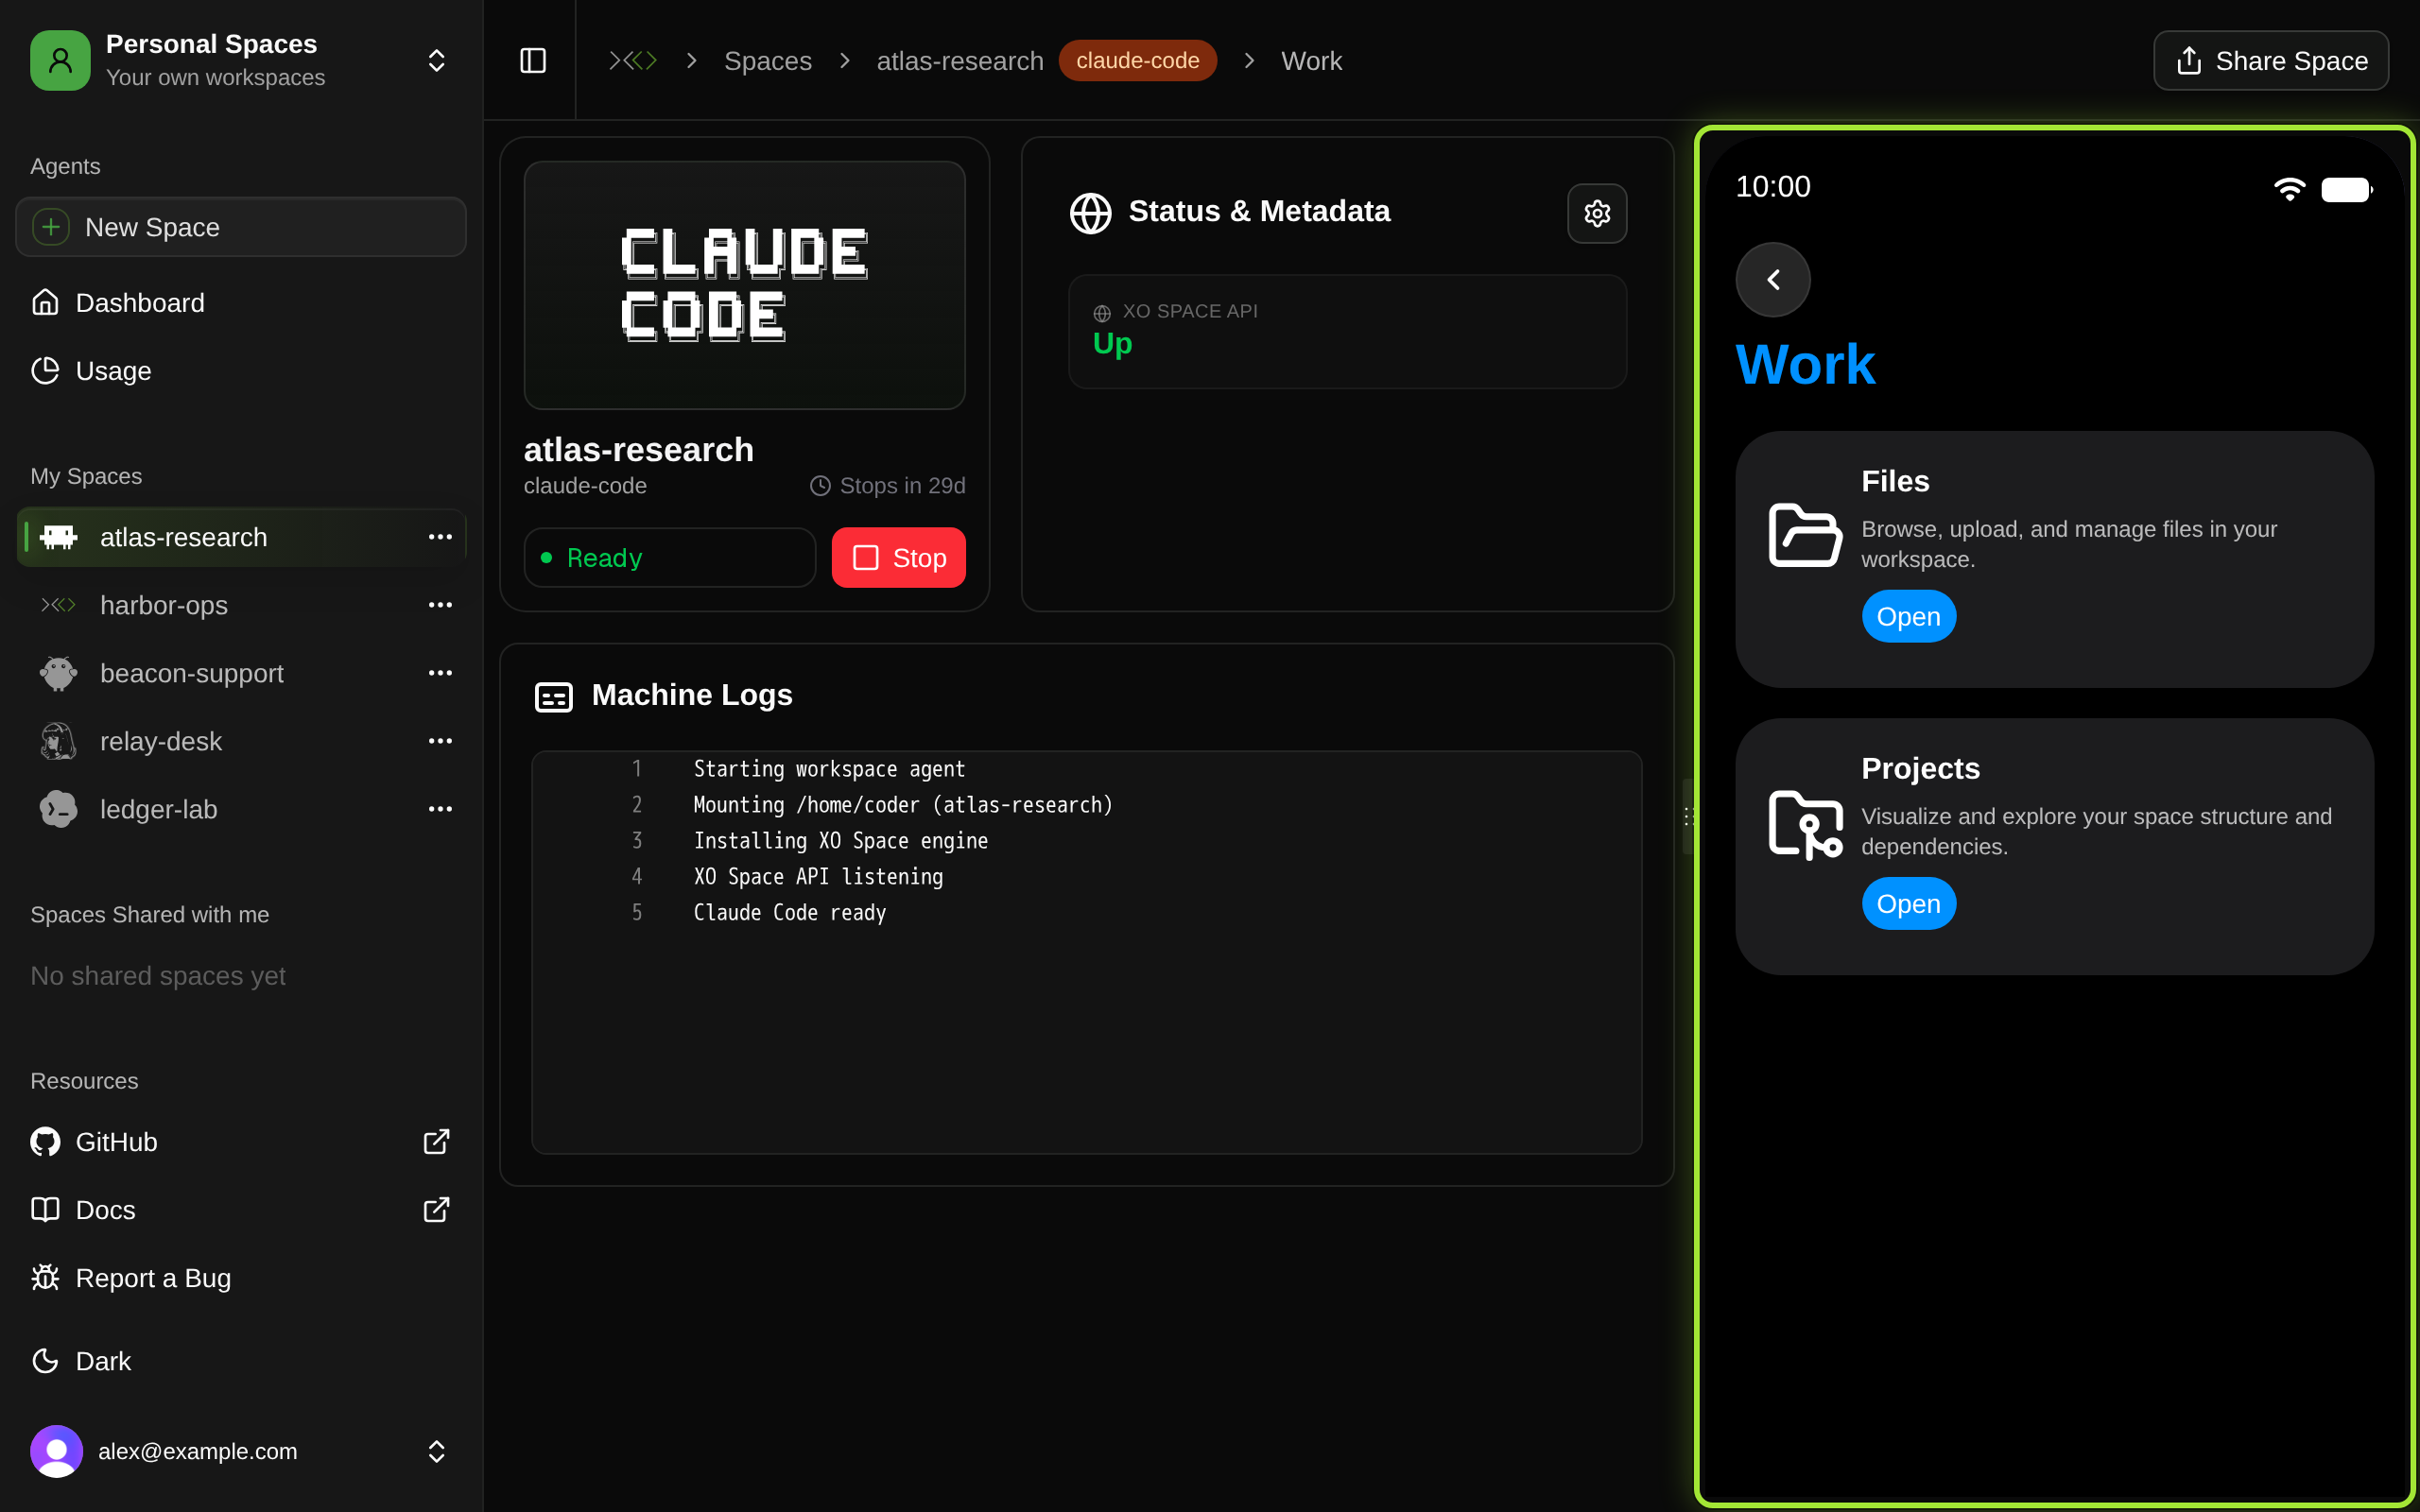 Personal Spaces
Your own workspaces
Agents
New Space
Dashboard
Usage
My Spaces
atlas-research
harbor-ops
beacon-support
relay-desk
ledger-lab
Spaces Shared with me
No shared spaces yet
Resources
GitHub
Docs
Report a Bug
Dark
alex@example.com
Spaces
atlas-research claude-code
Work
Share Space
CLAUDE
CODE
atlas-research
claude-code
Stops in 29d
Ready
Stop
Status & Metadata
XO SPACE API
Up
Machine Logs
1 Starting workspace agent
2 Mounting /home/coder (atlas-research)
3 Installing XO Space engine
4 XO Space API listening
5 Claude Code ready
10:00
Work
Files
Browse, upload, and manage files in your
workspace.
Open
Projects
Visualize and explore your space structure and
dependencies.
Open